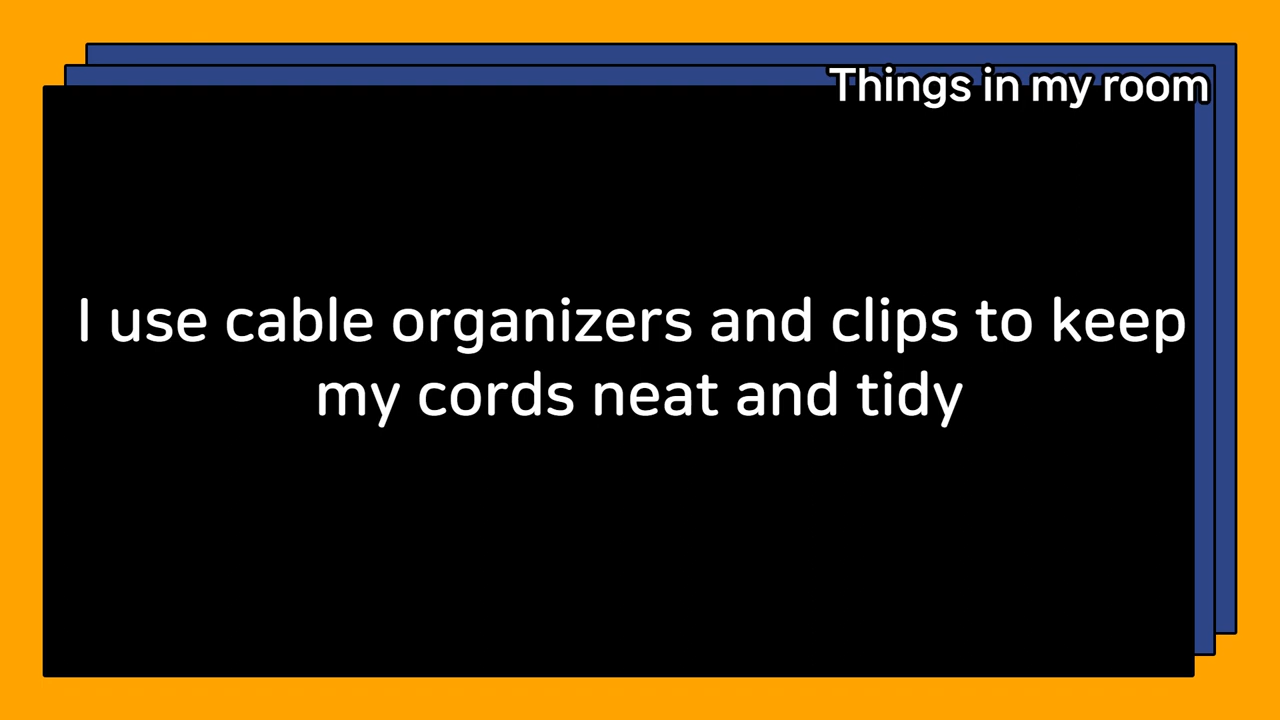 Things in my room
I use cable organizers and clips to keep
my cords neat and tidy